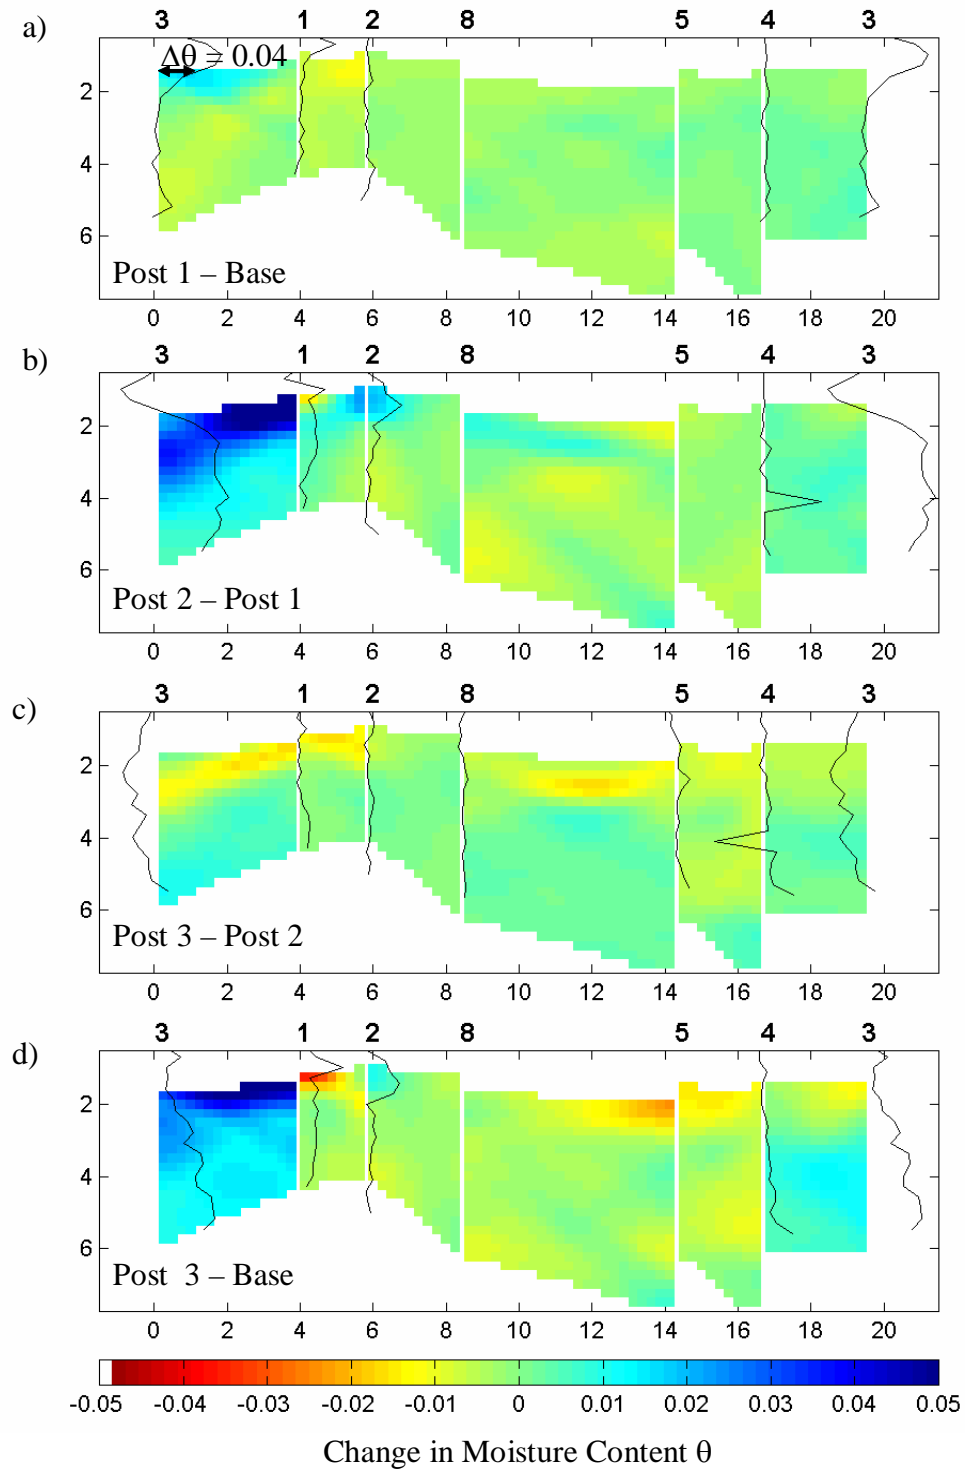 a)
3 1 2 8 5 4 3
Δθ = 0.04
2
4
6
Post 1 – Base
0 2 4 6 8 10 12 14 16 18 20
b)
3 1 2 8 5 4 3
2
4
6
Post 2 – Post 1
0 2 4 6 8 10 12 14 16 18 20
c)
3 1 2 8 5 4 3
2
4
6
Post 3 – Post 2
0 2 4 6 8 10 12 14 16 18 20
d)
3 1 2 8 5 4 3
2
4
6
Post 3 – Base
0 2 4 6 8 10 12 14 16 18 20
-0.05 -0.04 -0.03 -0.02 -0.01 0 0.01 0.02 0.03 0.04 0.05
Change in Moisture Content θ